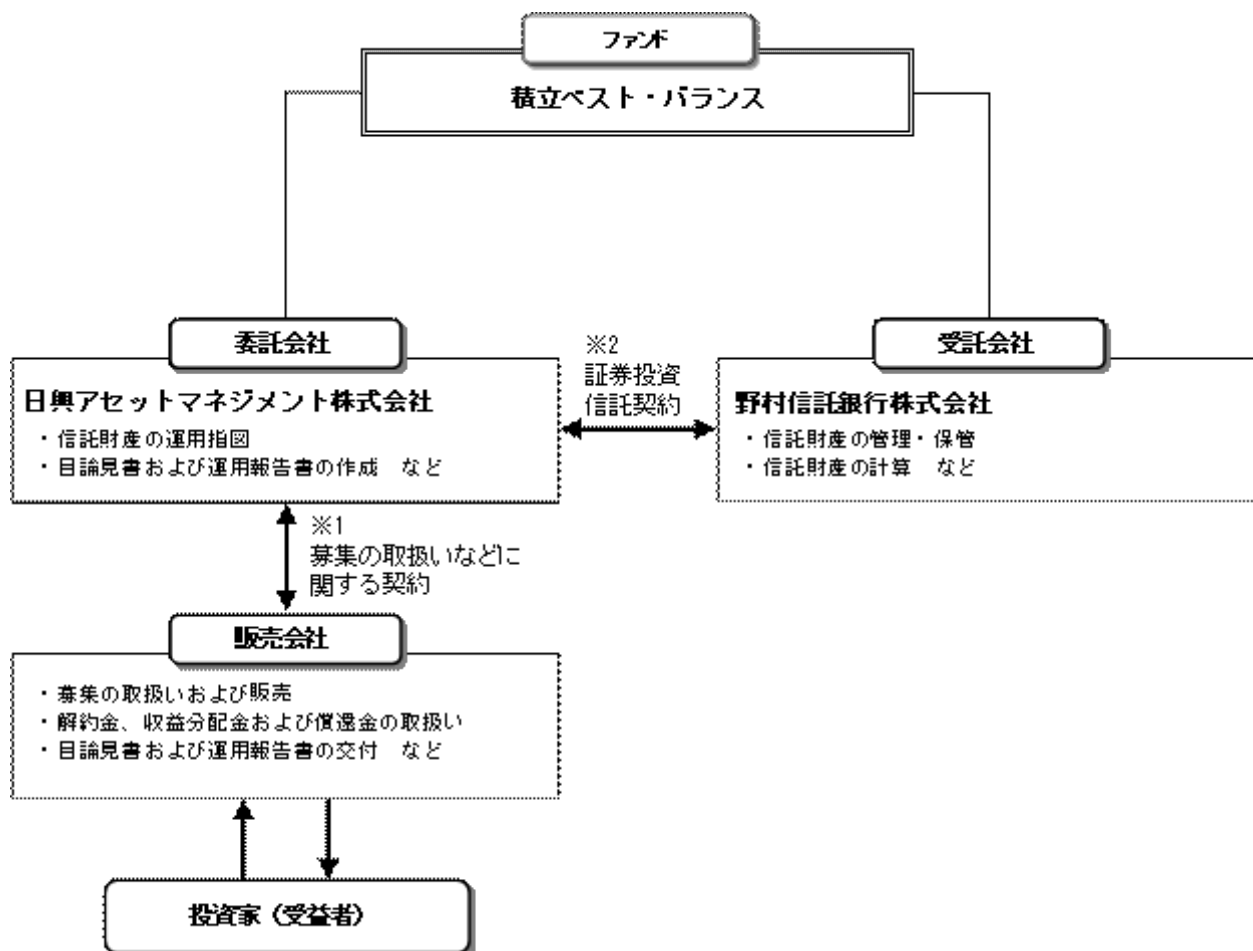 ファンド
積立ベスト・バランス
委託会社
日興アセットマネジメント株式会社
・信託財産の運用指図
・目論見書および運用報告書の作成　など
※2
証券投資
信託契約
受託会社
野村信託銀行株式会社
・信託財産の管理・保管
・信託財産の計算　など
※1
募集の取扱いなどに
関する契約
販売会社
・募集の取扱いおよび販売
・解約金、収益分配金および償還金の取扱い
・目論見書および運用報告書の交付　など
投資家（受益者）